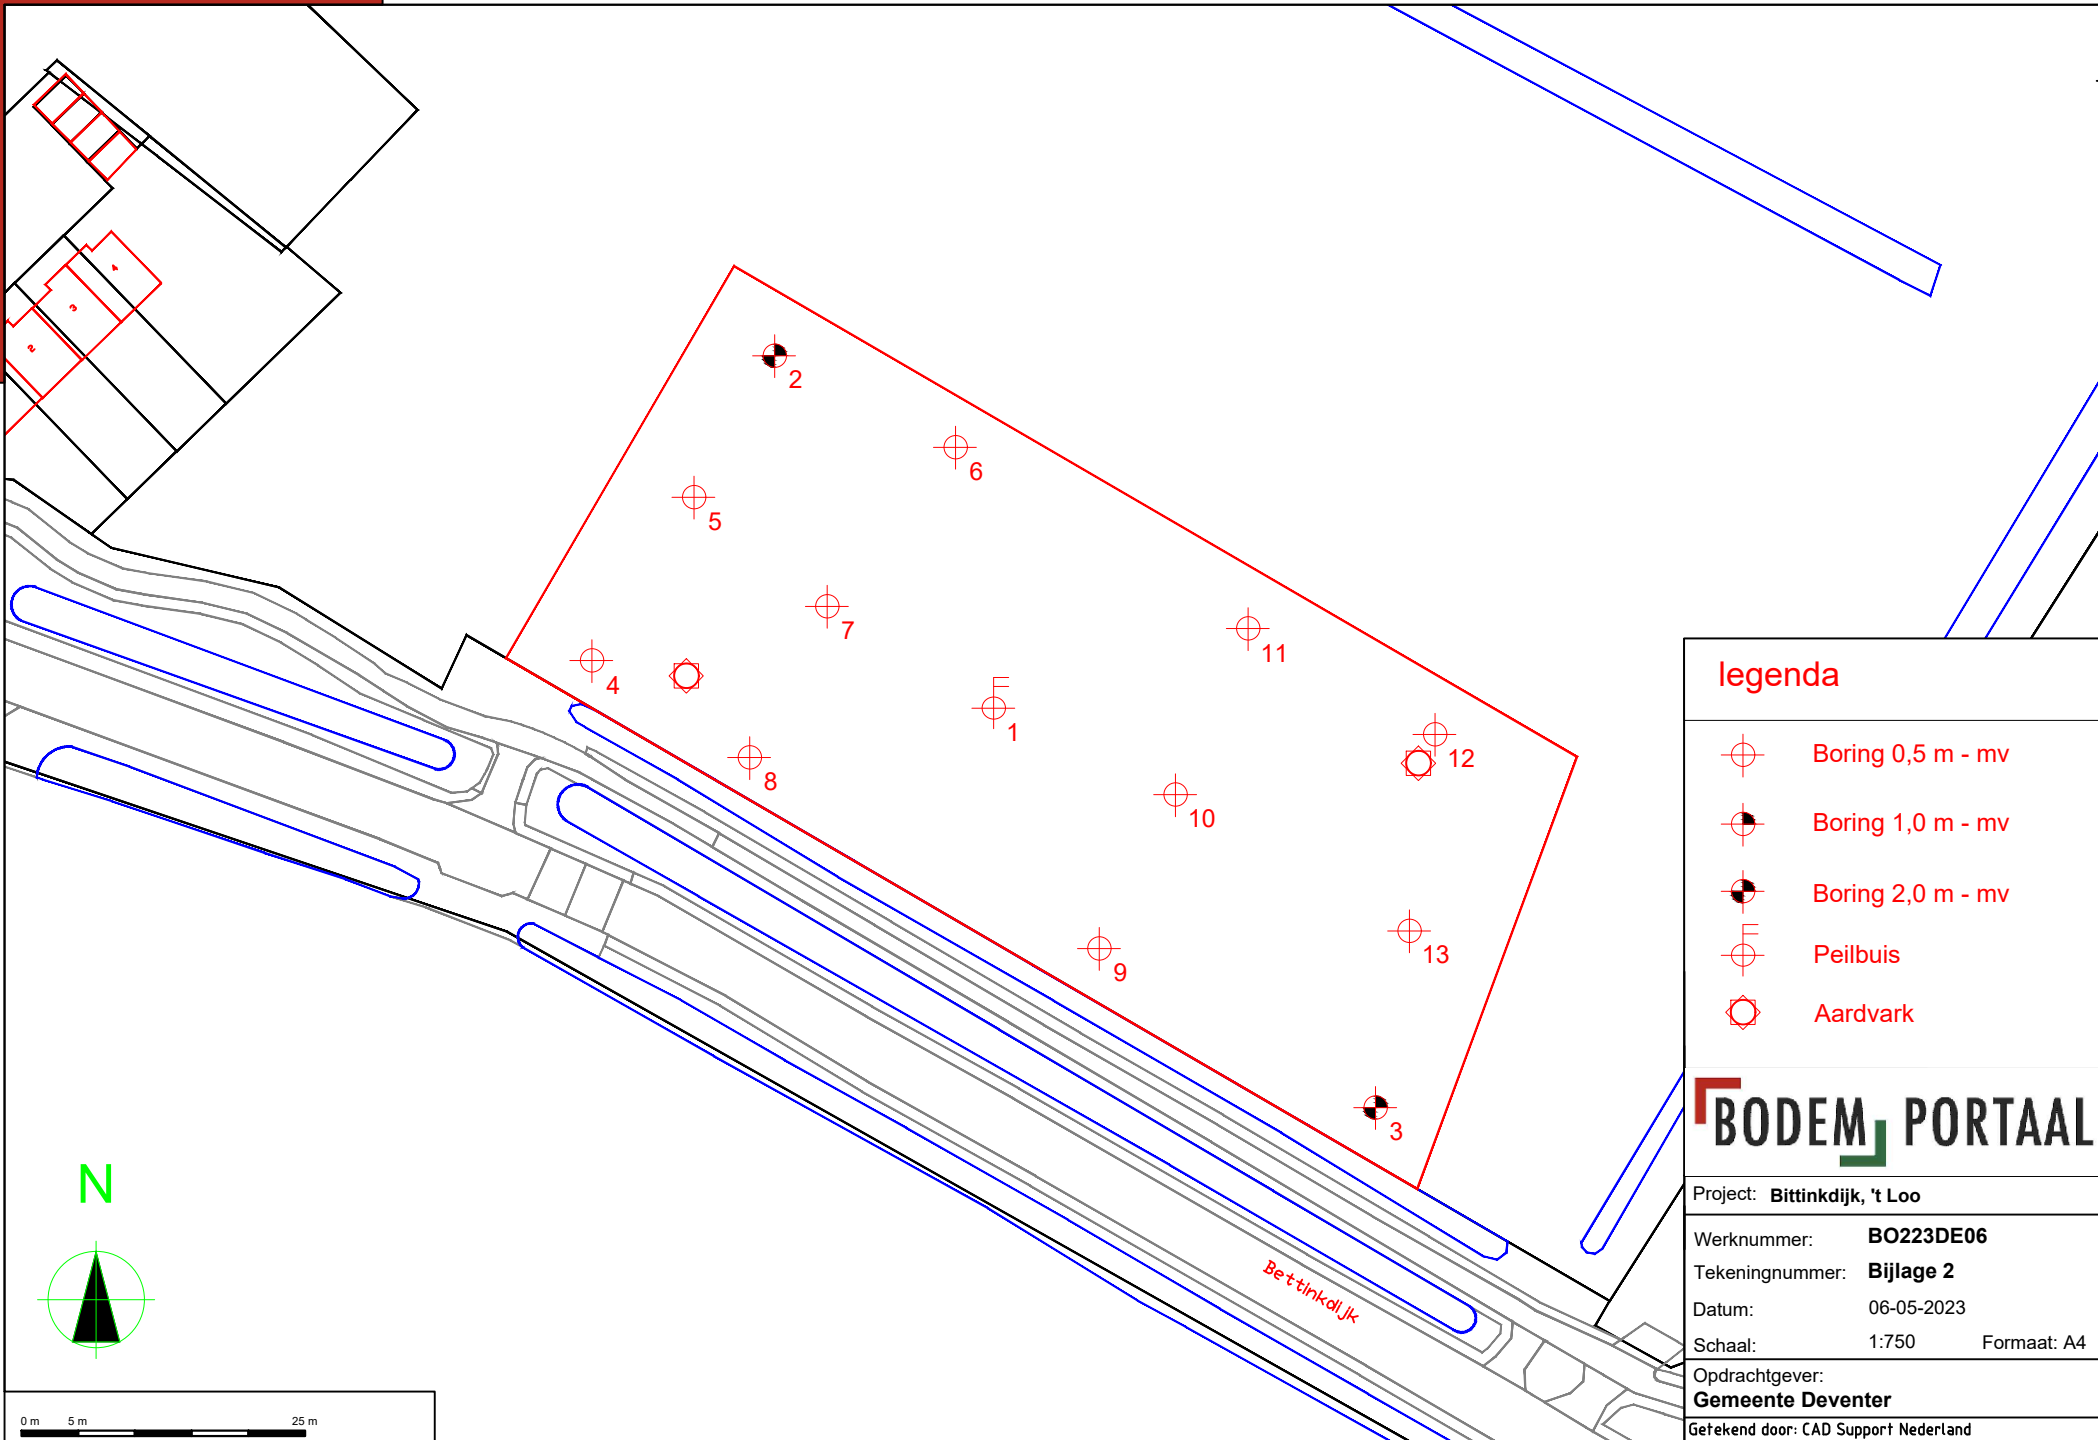 4
3
2
2
6
5
7
4
11
1
12
8
10
13
9
3
Bettinkdijk
N
0 m 5 m 25 m
legenda
Boring 0,5 m - mv
Boring 1,0 m - mv
Boring 2,0 m - mv
Peilbuis
Aardvark
BODEM PORTAAL
Project: Bittinkdijk, 't Loo
Werknummer: BO223DE06
Tekeningnummer: Bijlage 2
Datum: 06-05-2023
Schaal: 1:750 Formaat: A4
Opdrachtgever:
Gemeente Deventer
Getekend door: CAD Support Nederland